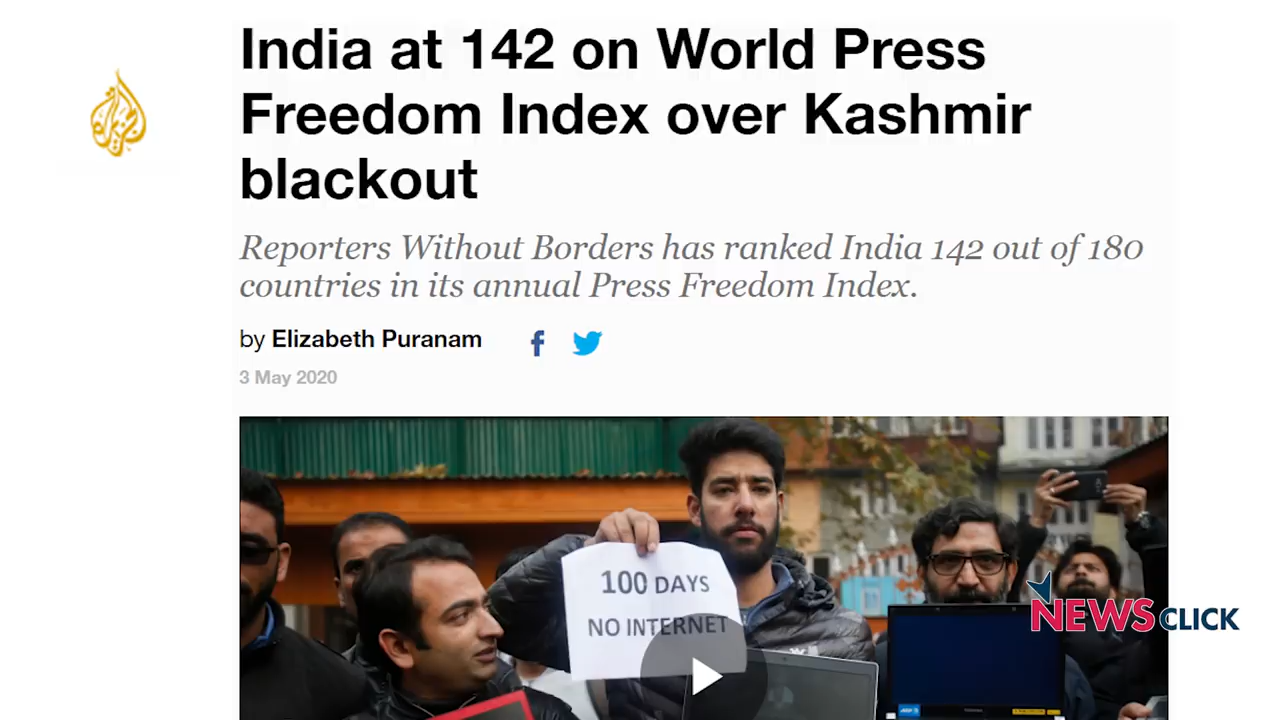 India at 142 on World Press
Freedom Index over Kashmir
blackout
Reporters Without Borders has ranked India 142 out of 180
countries in its annual Press Freedom Index.
by Elizabeth Puranam
3 May 2020
100 DAYS
NO INTERNET
NEWSCLICK